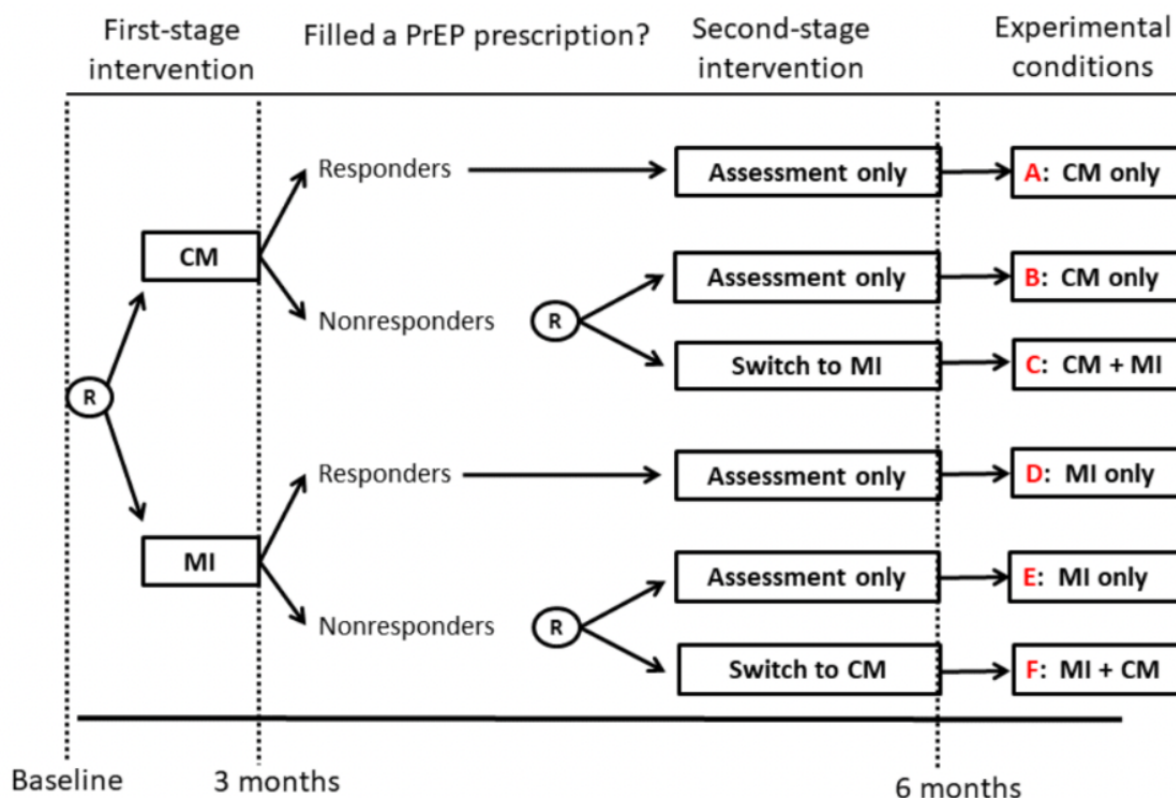 First-stage intervention
Filled a PrEP prescription?
Second-stage intervention
Experimental conditions
Responders
Assessment only
A: CM only
CM
Nonresponders
R
Assessment only
B: CM only
Switch to MI
C: CM + MI
R
Responders
Assessment only
D: MI only
MI
Nonresponders
R
Assessment only
E: MI only
Switch to CM
F: MI + CM
Baseline
3 months
6 months